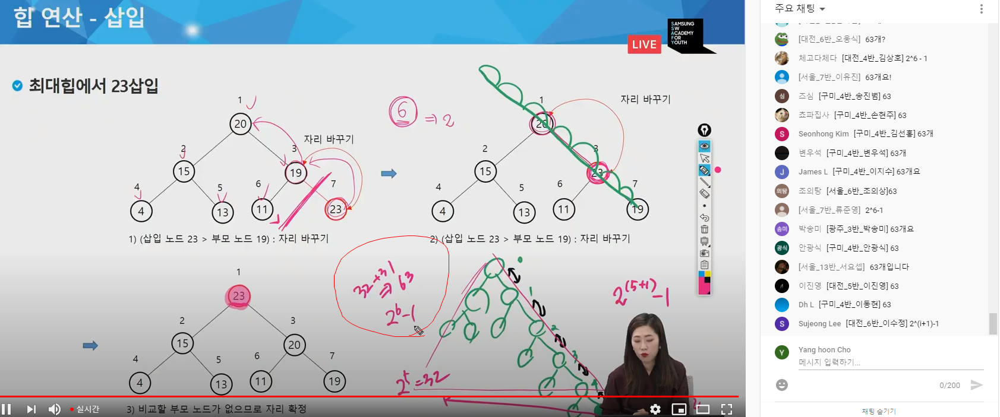 힙 연산 - 삽입
LIVE
SAMSUNG
SW
ACADEMY
FOR
YOUTH
최대힙에서 23삽입
1
20
자리 바꾸기
2
3
15
19
4
5
6
7
4
13
11
23
1) (삽입 노드 23 > 부모 노드 19) : 자리 바꾸기
6 ⇒ 2
1
20
자리 바꾸기
2
3
15
23
4
5
6
7
4
13
11
19
2) (삽입 노드 23 > 부모 노드 19) : 자리 바꾸기
1
23
2
3
15
20
4
5
6
7
4
13
11
19
3) 비교할 부모 노드가 없으므로 자리 확정
32+31
⇒ 63
2^6-1
0
1
2
3
4
2^5=32
2^(5+1)-1
실시간
주요 채팅
[대전_6반_오웅식] 63개?
체고다체다 [대전_4반_김상호] 2^6 - 1
[서울_7반_이유진] 63개요!
심 즈심 [구미_4반_송진범] 63
쵸파집사 [구미_4반_손현주] 63
S Seonhong Kim [구미_4반_김선홍] 63개
변우석 [구미_4반_변우석] 63개
J James L [구미_4반_이지수] 63개요
의탕 조의탕 [서울_6반_조의상]63
[서울_7반_류준영] 2^6-1
송미 박송미 [광주_3반_박송미] 63개요
광식 안광식 [구미_4반_안광식] 63
[서울_13반_서요셉] 63개입니다
이진영 [대전_5반_이진영] 63
Dh L [구미_4반_이동현] 63
S Sujeong Lee [대전_6반_이수정] 2^(i+1)-1
Y Yang hoon Cho
메시지 입력하기...
0/200
채팅 숨기기